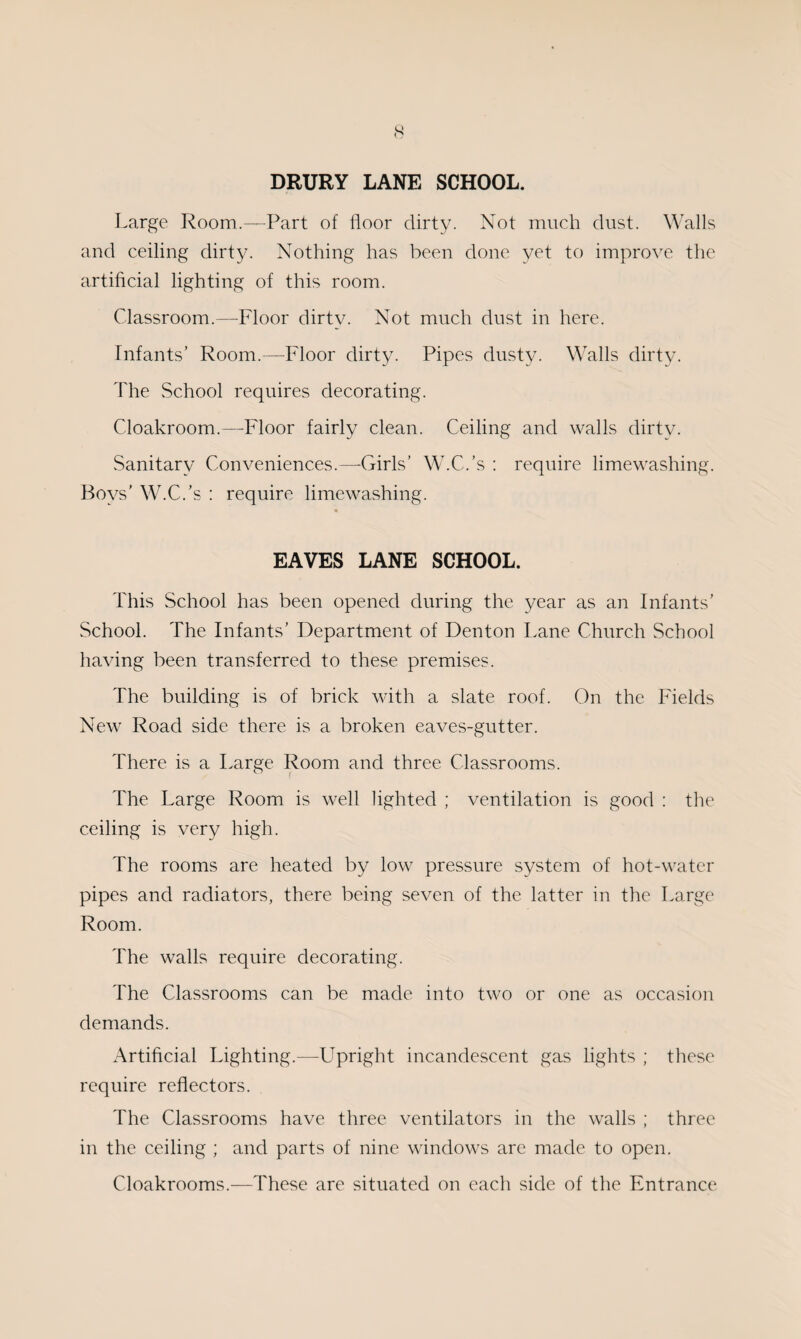 8
DRURY LANE SCHOOL.
Large Room.—Part of floor dirty. Not much dust. Walls
and ceiling dirty. Nothing has been done yet to improve the
artificial lighting of this room.
Classroom.—Floor dirty. Not much dust in here.
Infants' Room.—Floor dirty. Pipes dusty. Walls dirty.
The School requires decorating.
Cloakroom.—Floor fairly clean. Ceiling and walls dirty.
Sanitary Conveniences.—Girls' W.C.'s : require limewashing.
Boys' W.C.'s : require limewashing.
EAVES LANE SCHOOL.
This School has been opened during the year as an Infants'
School. The Infants' Department of Denton Lane Church School
having been transferred to these premises.
The building is of brick with a slate roof. On the Fields
New Road side there is a broken eaves-gutter.
There is a Large Room and three Classrooms.
The Large Room is well lighted ; ventilation is good : the
ceiling is very high.
The rooms are heated by low pressure system of hot-water
pipes and radiators, there being seven of the latter in the Large
Room.
The walls require decorating.
The Classrooms can be made into two or one as occasion
demands.
Artificial Lighting.—Upright incandescent gas lights ; these
require reflectors.
The Classrooms have three ventilators in the walls ; three
in the ceiling ; and parts of nine windows are made to open.
Cloakrooms.—These are situated on each side of the Entrance